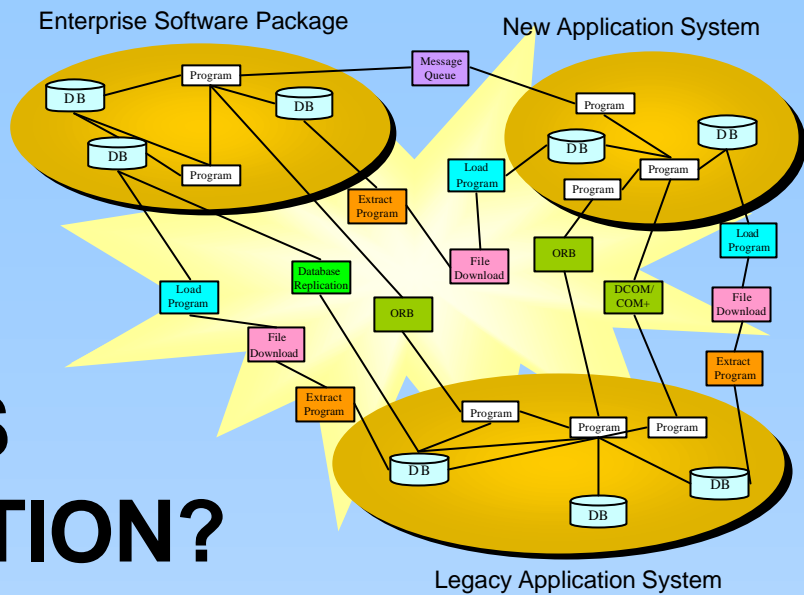 Enterprise Software Package
New Application System
Message
Queue
Program
DB
DB
DB
Program
Program
DB
DB
Program
Program
Load
Program
Extract
Program
File
Download
ORB
DCOM/
COM+
Load
Program
File
Download
Extract
Program
Load
Program
Database
Replication
ORB
File
Download
Extract
Program
Program
Program
Program
DB
DB
DB
S
TION?
Legacy Application System